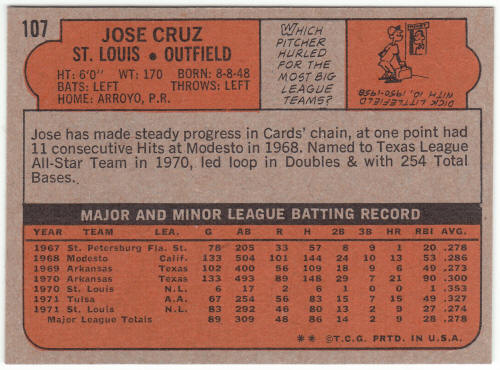 107
JOSE CRUZ
ST. LOUIS • OUTFIELD
HT: 6'0" WT: 170 BORN: 8-8-48
BATS: LEFT THROWS: LEFT
HOME: ARROYO, P.R.
WHICH
PITCHER
HURLED
FOR THE
MOST BIG
LEAGUE
TEAMS?
DICK LITTLEFIELD
WITH 10, 1950-1958
Jose has made steady progress in Cards' chain, at one point had
11 consecutive Hits at Modesto in 1968. Named to Texas League
All-Star Team in 1970, led loop in Doubles & with 254 Total
Bases.
MAJOR AND MINOR LEAGUE BATTING RECORD
YEAR TEAM LEA. G AB R H 2B 3B HR RBI AVG.
1967 St. Petersburg Fla. St. 78 205 33 57 8 9 1 20 .278
1968 Modesto Calif. 133 504 101 144 24 10 13 53 .286
1969 Arkansas Texas 102 400 56 109 18 9 6 49 .273
1970 Arkansas Texas 133 493 89 148 29 7 21 90 .300
1970 St. Louis N.L. 6 17 2 6 1 0 0 1 .353
1971 Tulsa A.A. 67 254 56 83 15 7 15 49 .327
1971 St. Louis N.L. 83 292 46 80 13 2 9 27 .274
Major League Totals 89 309 48 86 14 2 9 28 .278
** ©T.C.G. PRTD. IN U.S.A.